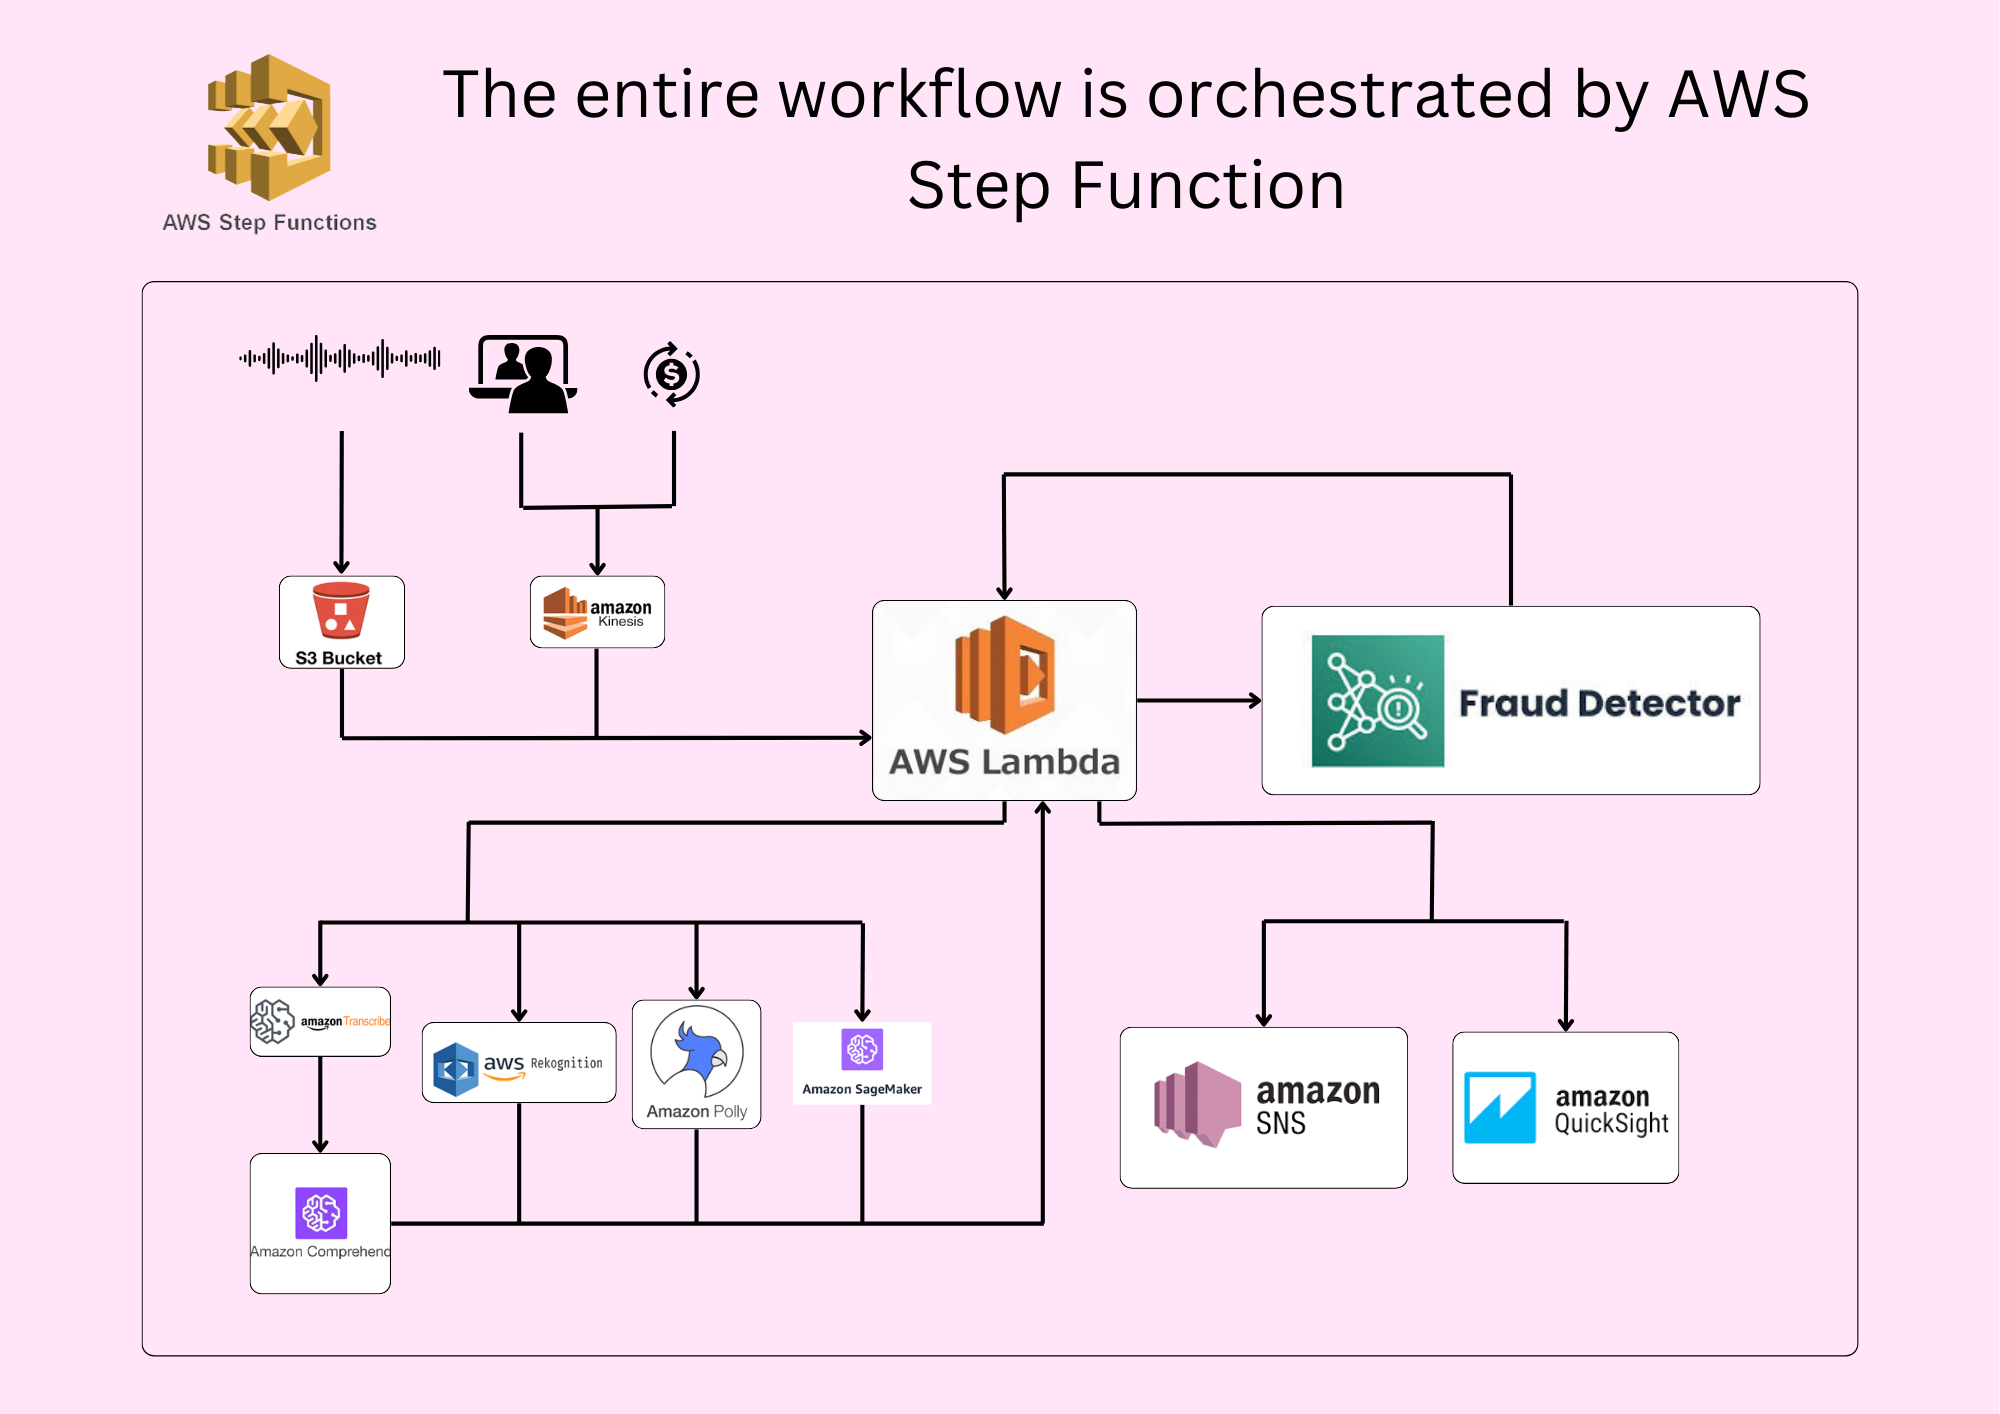 The entire workflow is orchestrated by AWS
Step Function
AWS Step Functions
S3 Bucket
amazon
Kinesis
AWS Lambda
Fraud Detector
amazon Transcribe
aws Rekognition
Amazon Polly
Amazon SageMaker
amazon
SNS
amazon
QuickSight
Amazon Comprehend